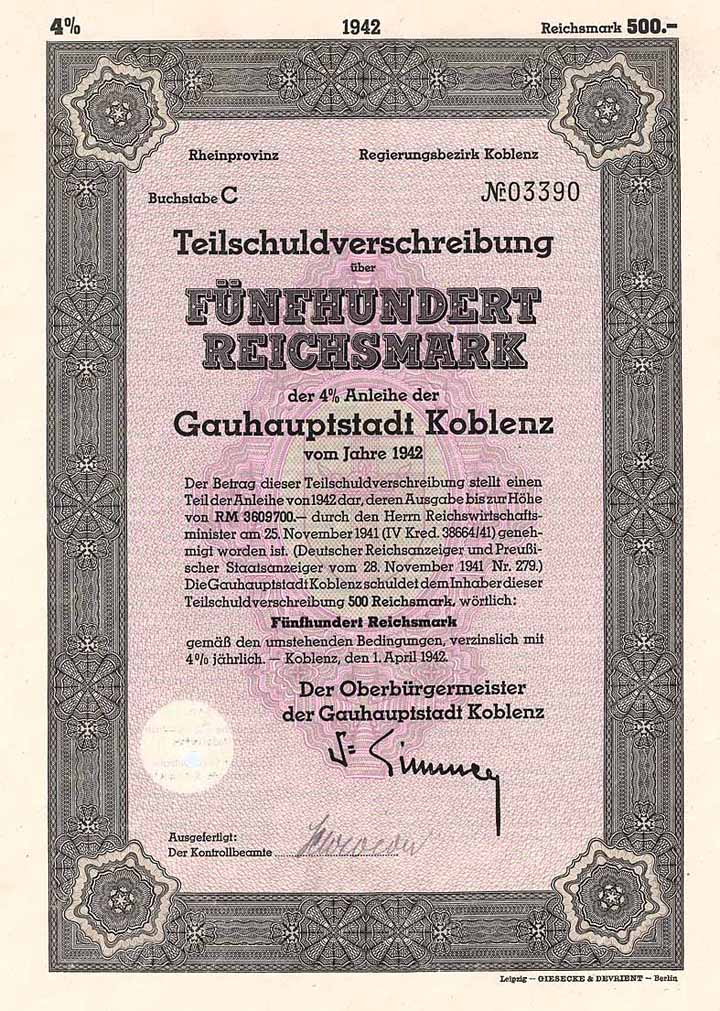 4% 1942 Reichsmark 500.–
Rheinprovinz Regierungsbezirk Koblenz
Buchstabe C № 03390
Teilschuldverschreibung
über
FÜNFHUNDERT
REICHSMARK
der 4% Anleihe der
Gauhauptstadt Koblenz
vom Jahre 1942
Der Betrag dieser Teilschuldverschreibung stellt einen
Teil der Anleihe von 1942 dar, deren Ausgabe bis zur Höhe
von RM 3609700.— durch den Herrn Reichswirtschafts-
minister am 25. November 1941 (IV Kred. 38664/41) geneh-
migt worden ist. (Deutscher Reichsanzeiger und Preußi-
scher Staatsanzeiger vom 28. November 1941 Nr. 279.)
Die Gauhauptstadt Koblenz schuldet dem Inhaber dieser
Teilschuldverschreibung 500 Reichsmark, wörtlich:
Fünfhundert Reichsmark
gemäß den umstehenden Bedingungen, verzinslich mit
4% jährlich. — Koblenz, den 1. April 1942.
Der Oberbürgermeister
der Gauhauptstadt Koblenz
Ausgefertigt:
Der Kontrollbeamte
Leipzig — GIESECKE & DEVRIENT — Berlin